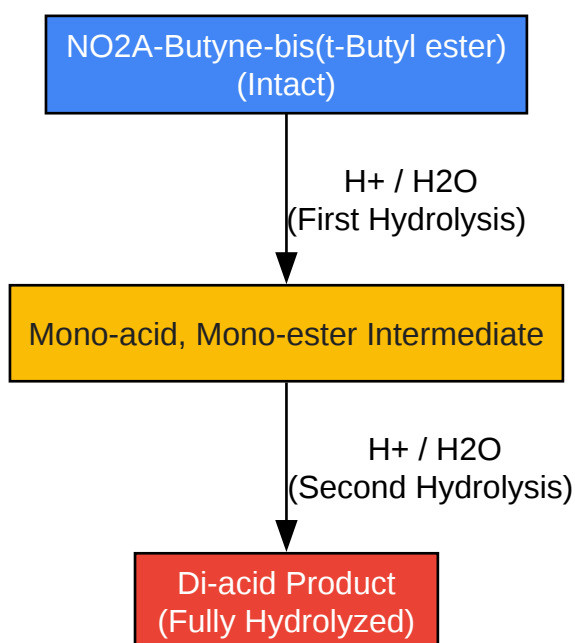 NO2A-Butyne-bis(t-Butyl ester)
(Intact)
H+ / H2O
(First Hydrolysis)
Mono-acid, Mono-ester Intermediate
H+ / H2O
(Second Hydrolysis)
Di-acid Product
(Fully Hydrolyzed)